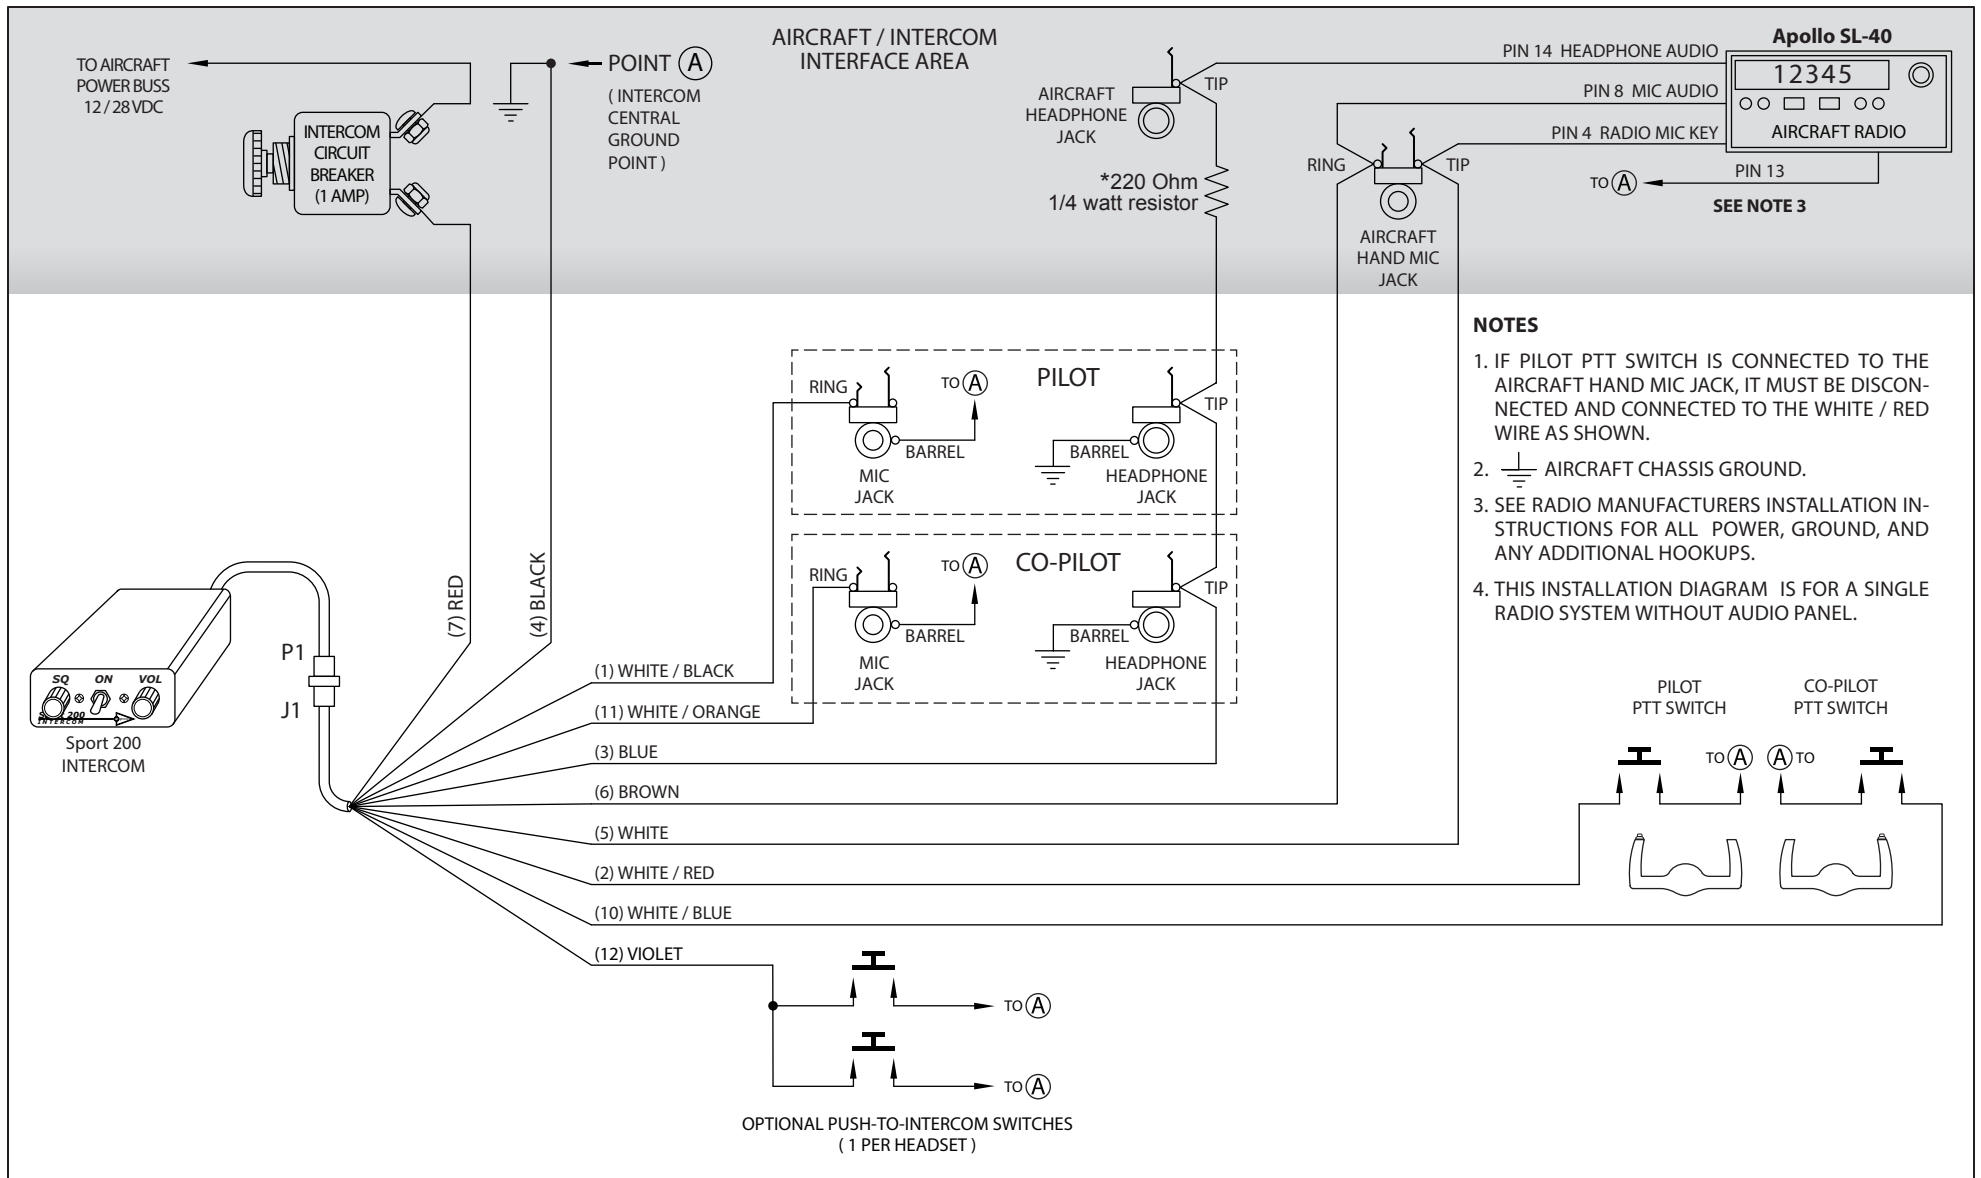 AIRCRAFT / INTERCOM
INTERFACE AREA
TO AIRCRAFT
POWER BUSS
12 / 28 VDC
POINT A
( INTERCOM
CENTRAL
GROUND
POINT )
INTERCOM
CIRCUIT
BREAKER
(1 AMP)
AIRCRAFT
HEADPHONE
JACK
TIP
*220 Ohm
1/4 watt resistor
PIN 14 HEADPHONE AUDIO
PIN 8 MIC AUDIO
PIN 4 RADIO MIC KEY
Apollo SL-40
12345
AIRCRAFT RADIO
RING
TIP
TO A
PIN 13
SEE NOTE 3
AIRCRAFT
HAND MIC
JACK
NOTES
1. IF PILOT PTT SWITCH IS CONNECTED TO THE
AIRCRAFT HAND MIC JACK, IT MUST BE DISCON-
NECTED AND CONNECTED TO THE WHITE / RED
WIRE AS SHOWN.
2. AIRCRAFT CHASSIS GROUND.
3. SEE RADIO MANUFACTURERS INSTALLATION IN-
STRUCTIONS FOR ALL POWER, GROUND, AND
ANY ADDITIONAL HOOKUPS.
4. THIS INSTALLATION DIAGRAM IS FOR A SINGLE
RADIO SYSTEM WITHOUT AUDIO PANEL.
PILOT
RING
TO A
BARREL
MIC
JACK
TIP
BARREL
HEADPHONE
JACK
CO-PILOT
RING
TO A
BARREL
MIC
JACK
TIP
BARREL
HEADPHONE
JACK
(7) RED
(4) BLACK
P1
J1
SQ ON VOL
200
INTERCOM
Sport 200
INTERCOM
(1) WHITE / BLACK
(11) WHITE / ORANGE
(3) BLUE
(6) BROWN
(5) WHITE
(2) WHITE / RED
(10) WHITE / BLUE
(12) VIOLET
PILOT
PTT SWITCH
CO-PILOT
PTT SWITCH
TO A
A TO
TO A
TO A
OPTIONAL PUSH-TO-INTERCOM SWITCHES
( 1 PER HEADSET )